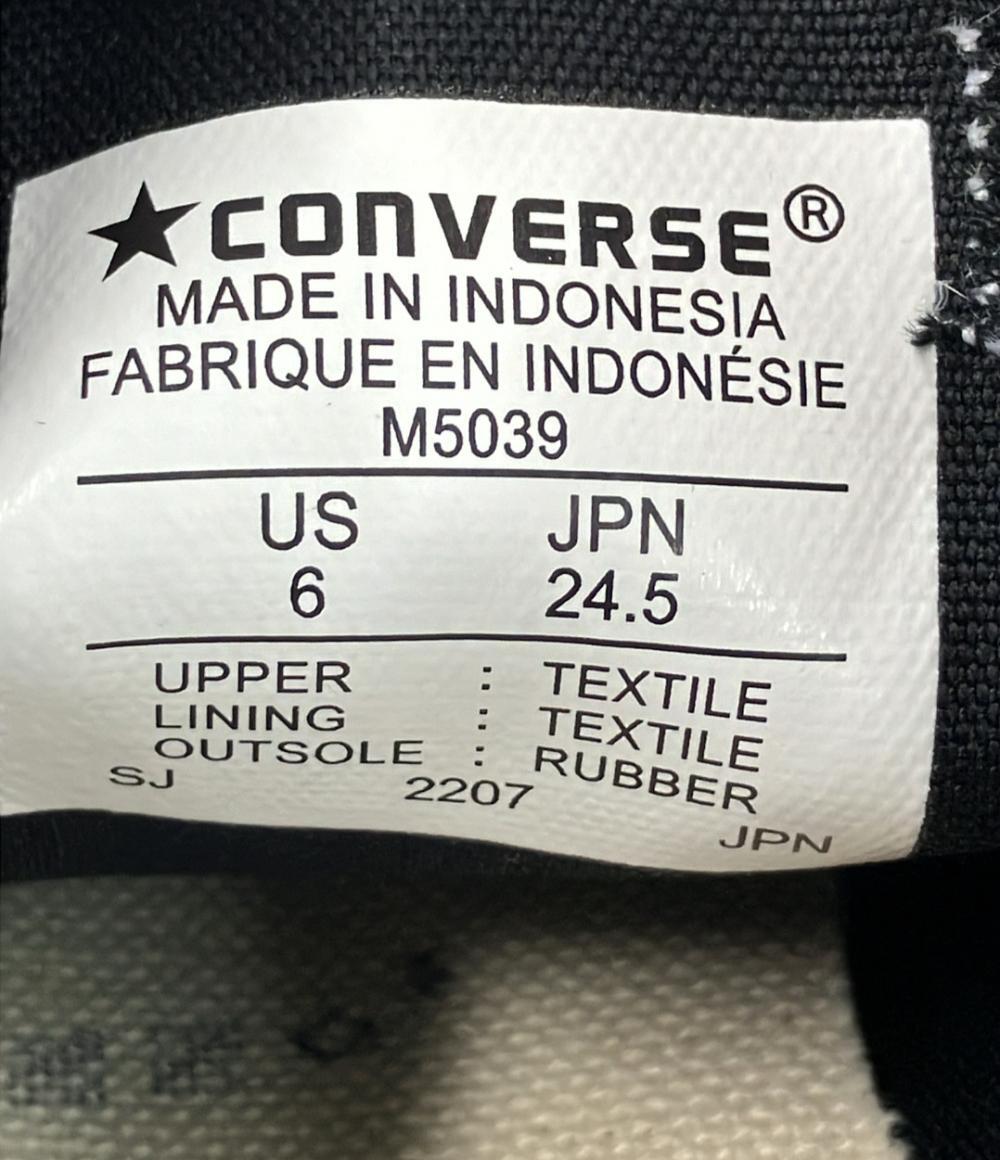 CONVERSE®
MADE IN INDONESIA
FABRIQUE EN INDONÉSIE
M5039
US JPN
6 24.5
UPPER : TEXTILE
LINING : TEXTILE
OUTSOLE : RUBBER
SJ 2207
JPN